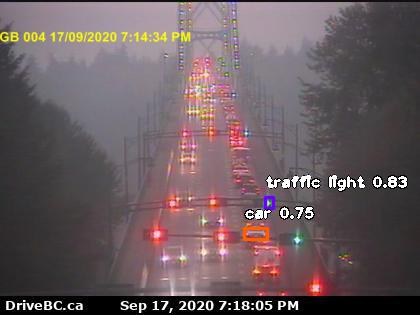 GB 004 17/09/2020 7:14:34 PM
traffic light 0.83
car 0.75
DriveBC.ca Sep 17, 2020 7:18:05 PM